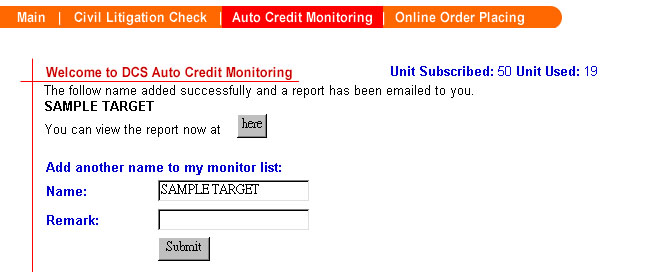 Main | Civil Litigation Check | Auto Credit Monitoring | Online Order Placing
Welcome to DCS Auto Credit Monitoring Unit Subscribed: 50 Unit Used: 19
The follow name added successfully and a report has been emailed to you.
SAMPLE TARGET
You can view the report now at here
Add another name to my monitor list:
Name: SAMPLE TARGET
Remark:
Submit